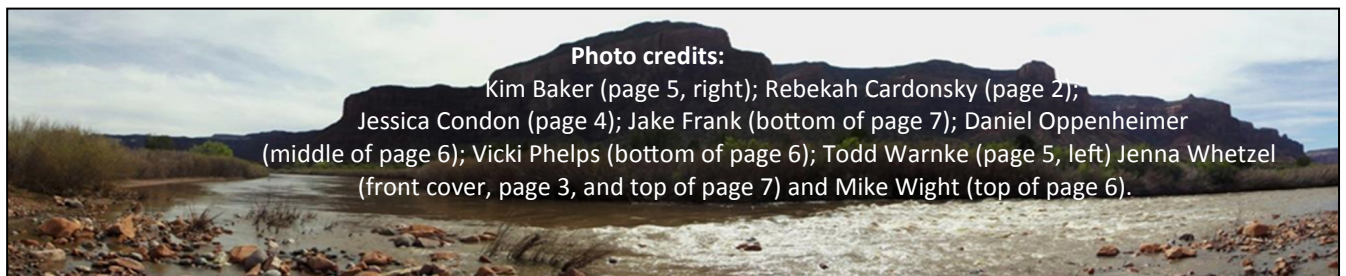 Photo credits:
Kim Baker (page 5, right); Rebekah Cardonsky (page 2);
Jessica Condon (page 4); Jake Frank (bottom of page 7); Daniel Oppenheimer
(middle of page 6); Vicki Phelps (bottom of page 6); Todd Warnke (page 5, left) Jenna Whetzel
(front cover, page 3, and top of page 7) and Mike Wight (top of page 6).